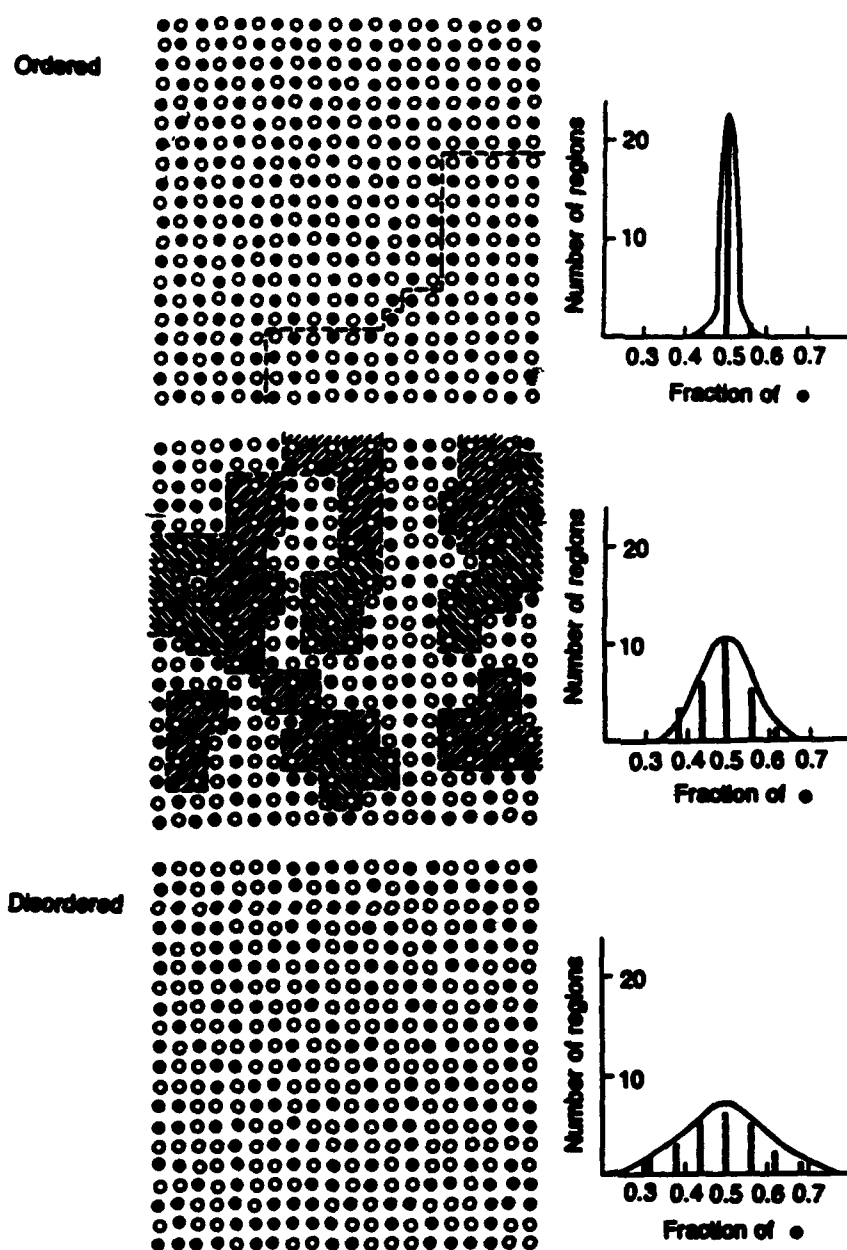 Ordered
Number of regions
20
10
0.3 0.4 0.5 0.6 0.7
Fraction of ●
Number of regions
20
10
0.3 0.4 0.5 0.6 0.7
Fraction of ●
Disordered
Number of regions
20
10
0.3 0.4 0.5 0.6 0.7
Fraction of ●